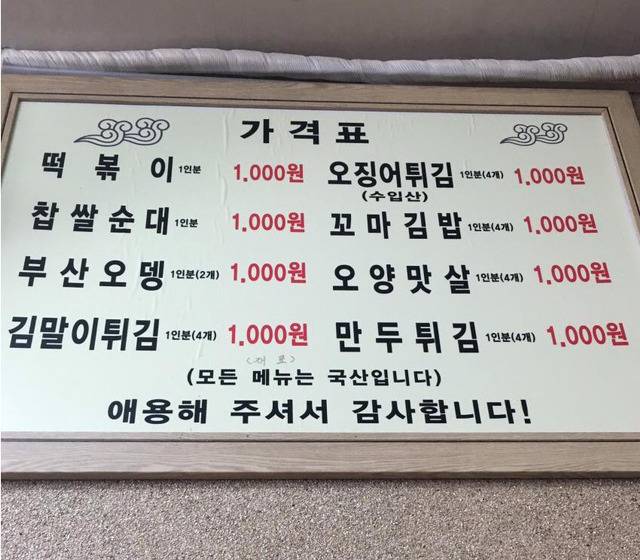 가격표
떡볶이 1인분 1.000원 오징어튀김 1인분(4개) 1.000원
(수입산)
찹쌀순대 1인분 1.000원 꼬마김밥 1인분(4개) 1.000원
부산오뎅 1인분(2개) 1.000원 오양맛살 1인분(4개) 1.000원
김말이튀김 1인분(4개) 1.000원 만두튀김 1인분(4개) 1.000원
(재료)
(모든 메뉴는 국산입니다)
애용해 주셔서 감사합니다!